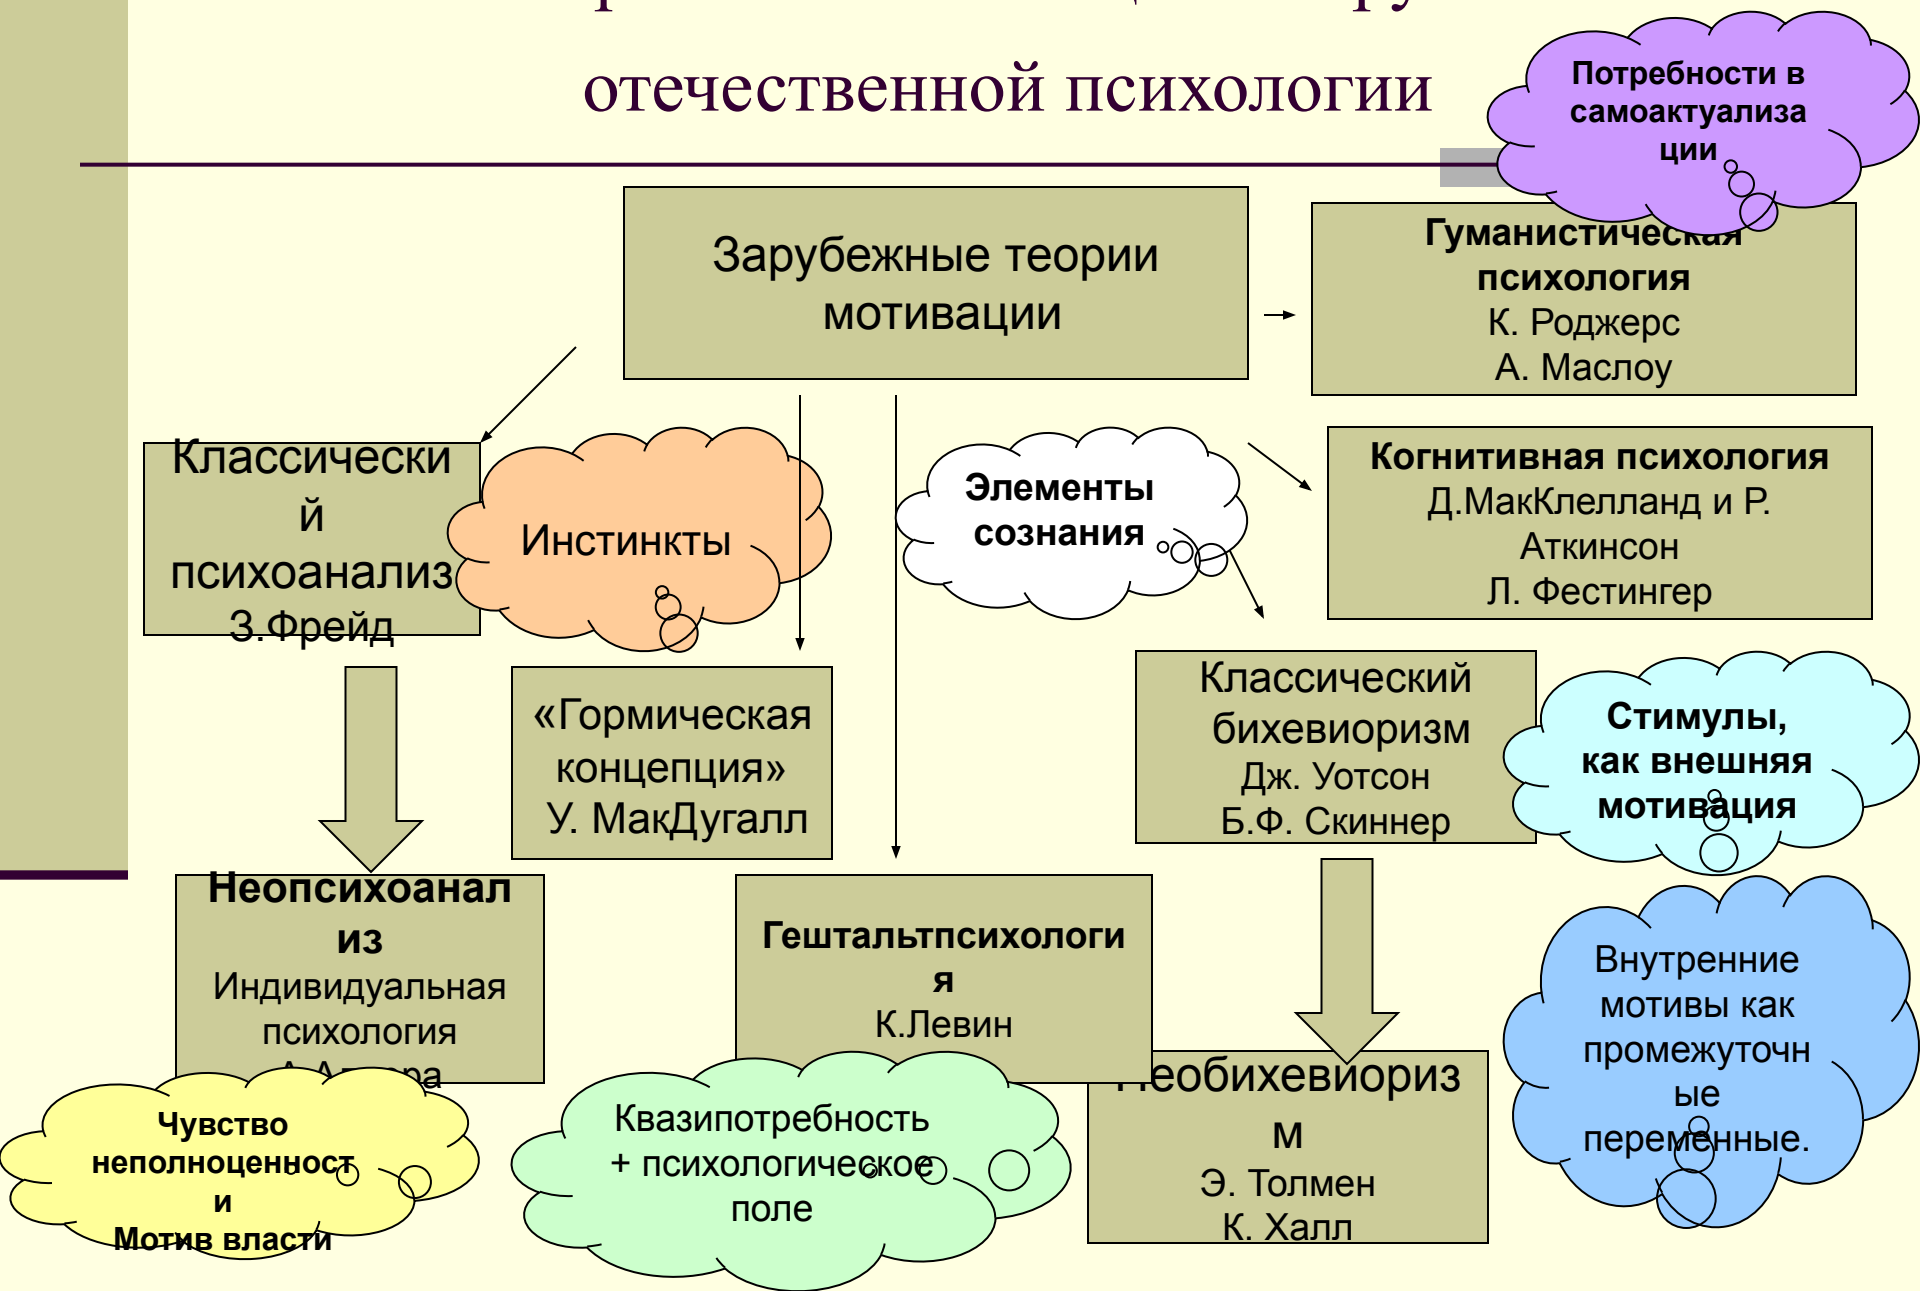 отечественной психологии
Потребности в
самоактуализа
ции
Зарубежные теории
мотивации
Гуманистическая
психология
К. Роджерс
А. Маслоу
Классически
й
психоанализ
З.Фрейд
Инстинкты
Элементы
сознания
Когнитивная психология
Д.МакКлелланд и Р.
Аткинсон
Л. Фестингер
«Гормическая
концепция»
У. МакДугалл
Классический
бихевиоризм
Дж. Уотсон
Б.Ф. Скиннер
Стимулы,
как внешняя
мотивация
Неопсихоанал
из
Индивидуальная
психология
Гештальтпсихологи
я
К.Левин
Внутренние
мотивы как
промежуточн
ые
переменные.
Необихевиориз
м
Э. Толмен
К. Халл
Чувство
неполноценност
и
Мотив власти
Квазипотребность
+ психологическое
поле